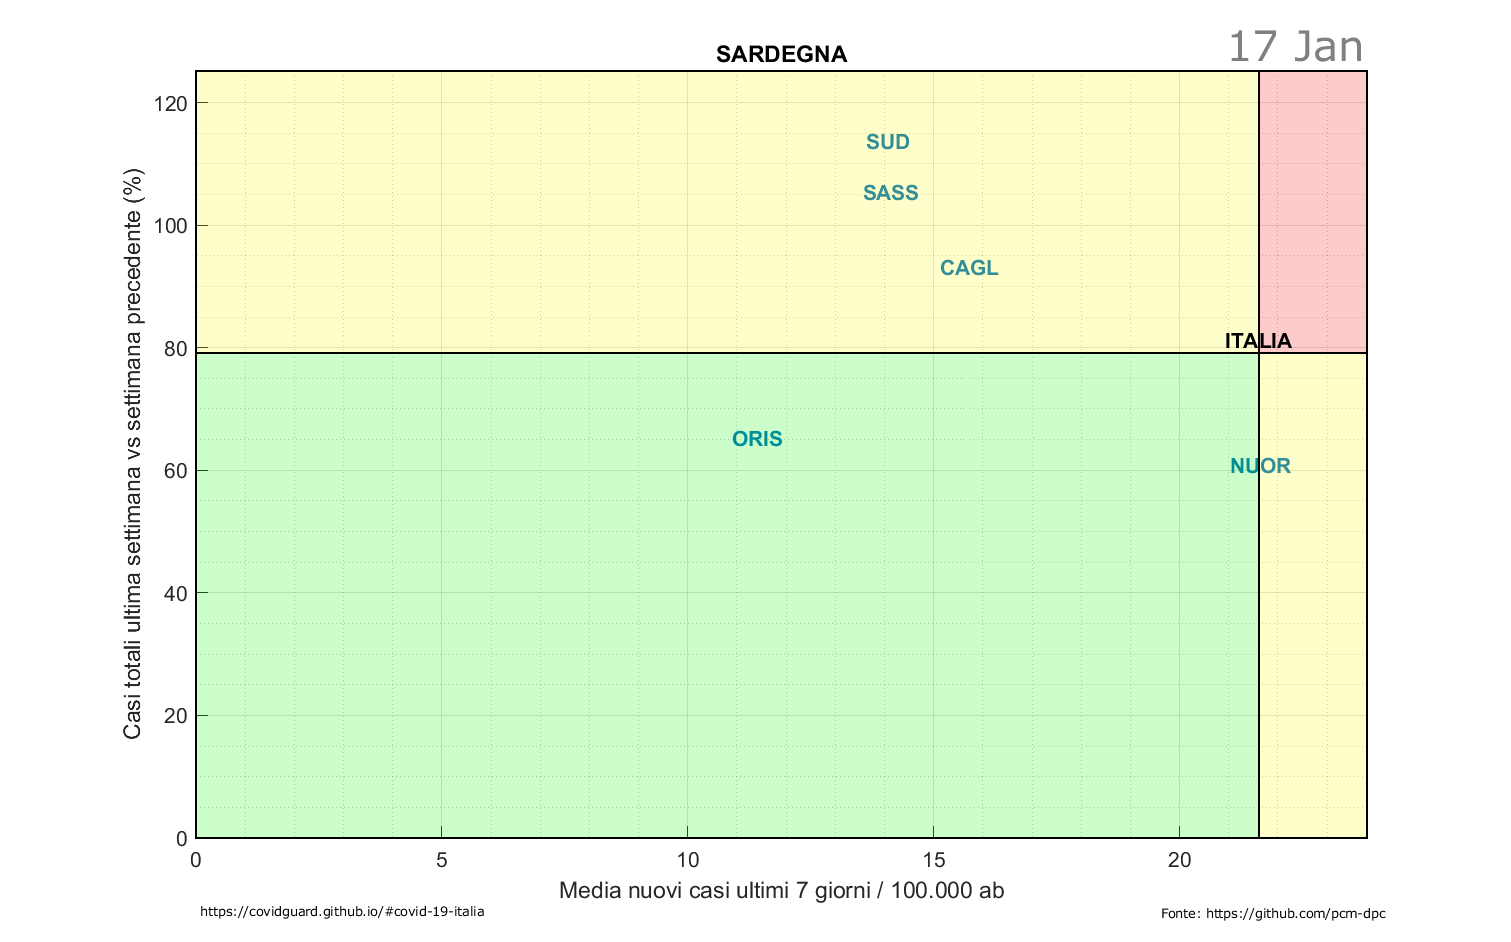 17 Jan
SARDEGNA
Casi totali ultima settimana vs settimana precedente (%)
120
100
80
60
40
20
0
SUD
SASS
CAGL
ITALIA
ORIS
NUOR
0 5 10 15 20
Media nuovi casi ultimi 7 giorni / 100.000 ab
https://covidguard.github.io/#covid-19-italia
Fonte: https://github.com/pcm-dpc